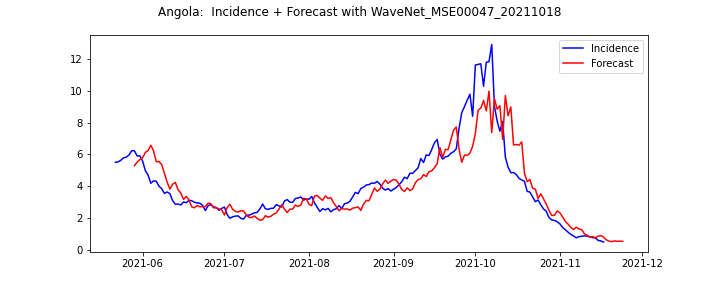 Angola:  Incidence + Forecast with WaveNet_MSE00047_20211018
Incidence
Forecast
12
10
8
6
4
2
0
2021-06 2021-07 2021-08 2021-09 2021-10 2021-11 2021-12